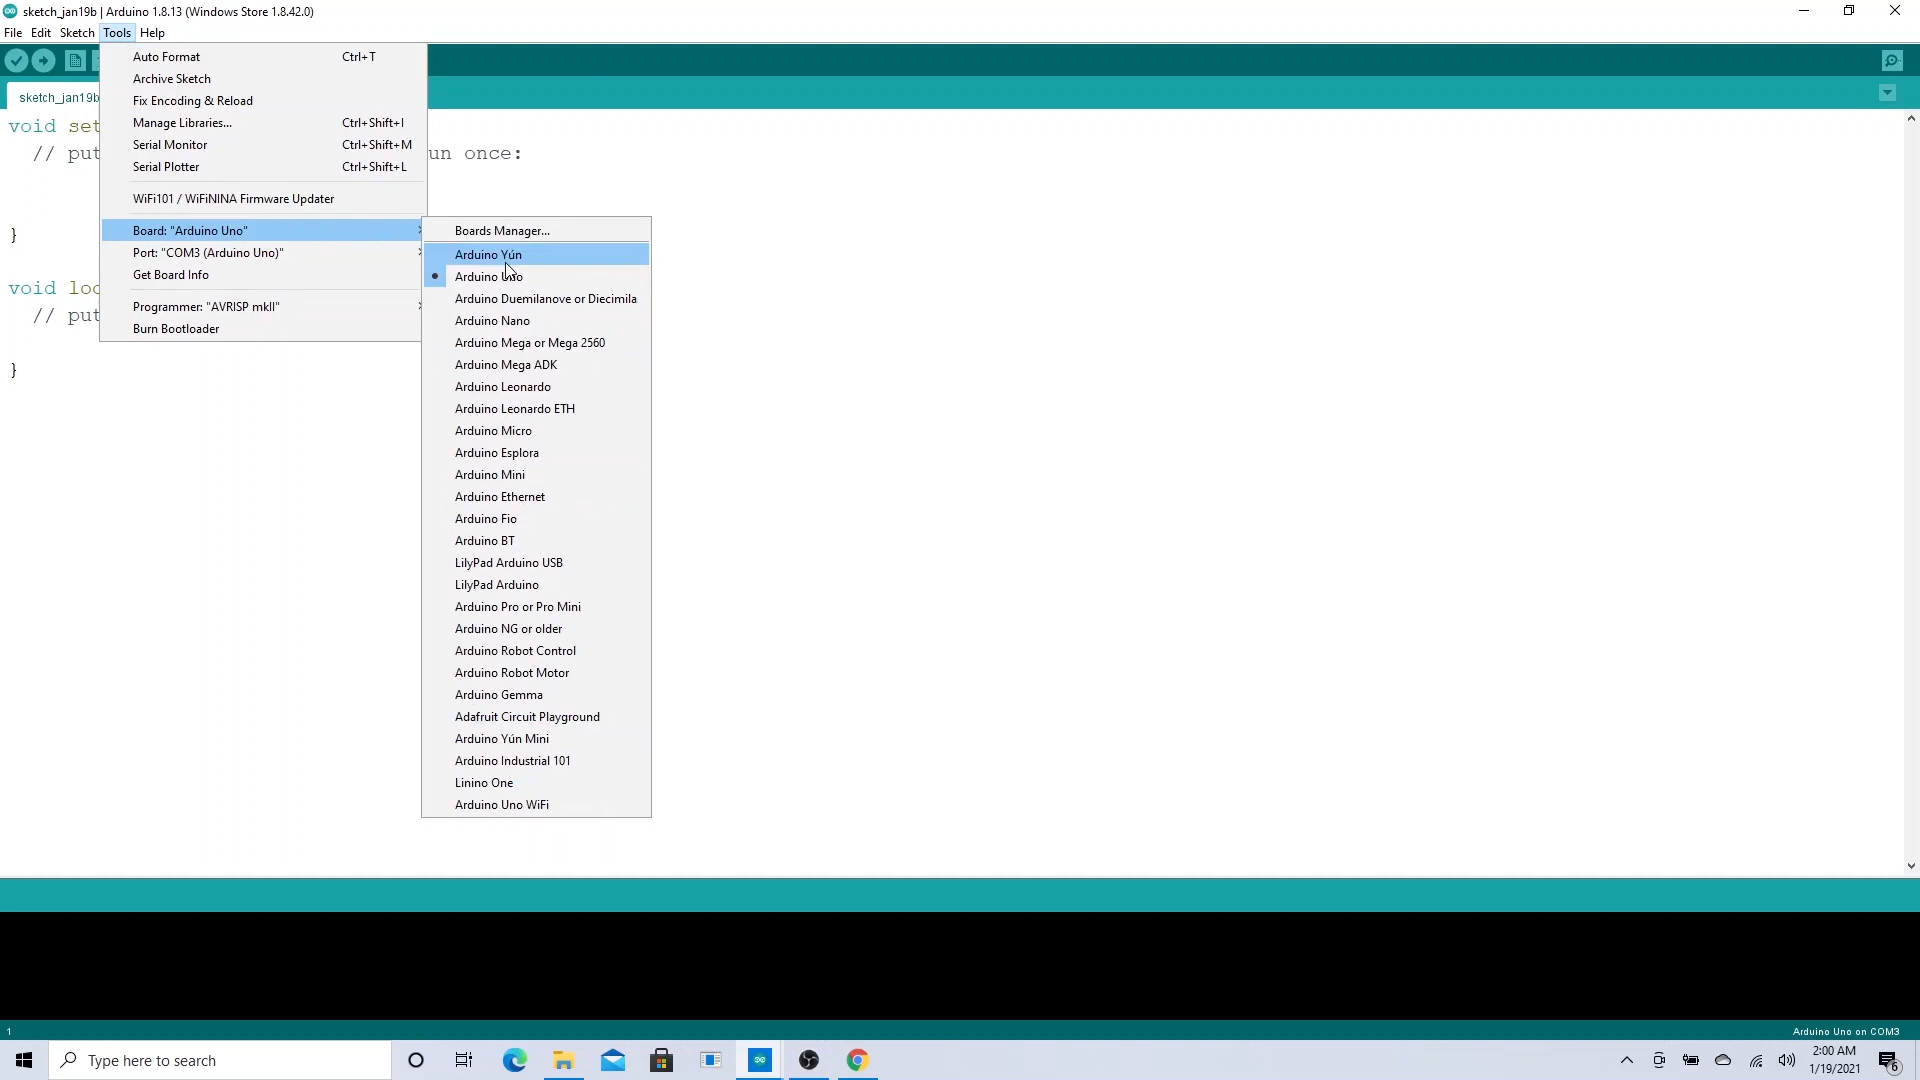 sketch_jan19b | Arduino 1.8.13 (Windows Store 1.8.42.0)
File Edit Sketch Tools Help
Auto Format Ctrl+T
Archive Sketch
Fix Encoding & Reload
Manage Libraries... Ctrl+Shift+I
Serial Monitor Ctrl+Shift+M
Serial Plotter Ctrl+Shift+L
WiFi101 / WiFiNINA Firmware Updater
Board: "Arduino Uno"
Port: "COM3 (Arduino Uno)"
Get Board Info
Programmer: "AVRISP mkII"
Burn Bootloader
Boards Manager...
Arduino Yún
Arduino Uno
Arduino Duemilanove or Diecimila
Arduino Nano
Arduino Mega or Mega 2560
Arduino Mega ADK
Arduino Leonardo
Arduino Leonardo ETH
Arduino Micro
Arduino Esplora
Arduino Mini
Arduino Ethernet
Arduino Fio
Arduino BT
LilyPad Arduino USB
LilyPad Arduino
Arduino Pro or Pro Mini
Arduino NG or older
Arduino Robot Control
Arduino Robot Motor
Arduino Gemma
Adafruit Circuit Playground
Arduino Yún Mini
Arduino Industrial 101
Linino One
Arduino Uno WiFi
sketch_jan19b
void set
// put un once:
}
void loo
// put
}
1
Arduino Uno on COM3
Type here to search
2:00 AM
1/19/2021
6